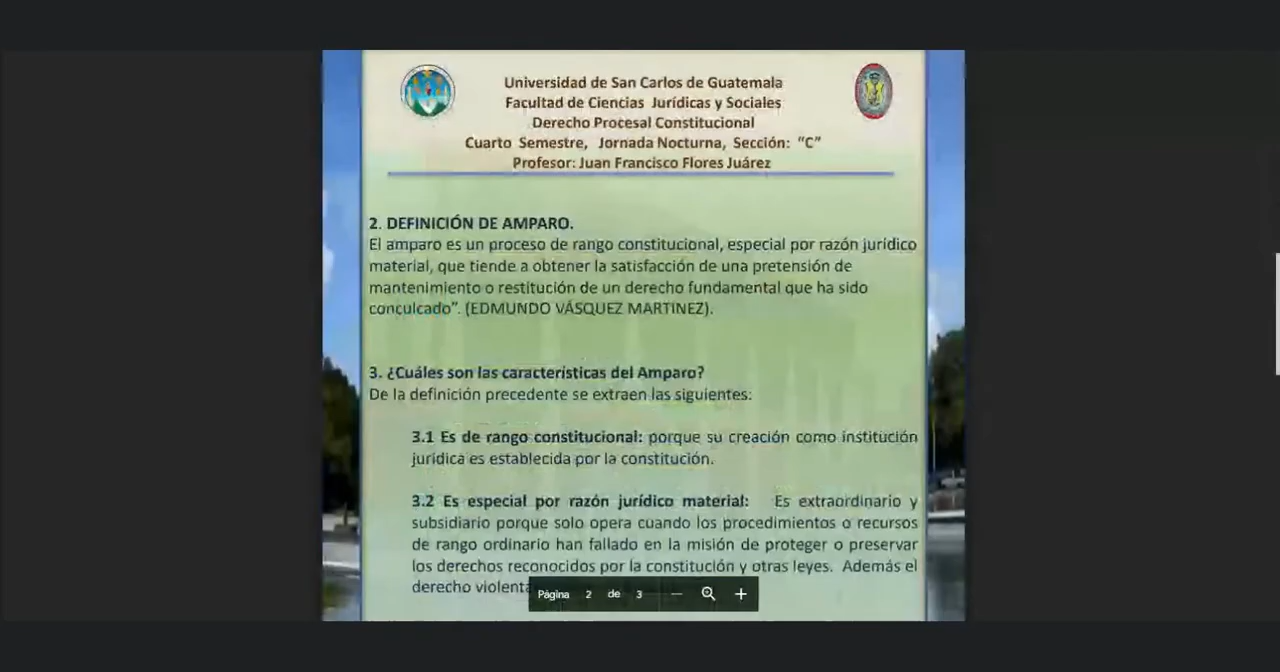 Universidad de San Carlos de Guatemala
Facultad de Ciencias Jurídicas y Sociales
Derecho Procesal Constitucional
Cuarto Semestre, Jornada Nocturna, Sección: "C"
Profesor: Juan Francisco Flores Juárez
2. DEFINICIÓN DE AMPARO.
El amparo es un proceso de rango constitucional, especial por razón jurídico
material, que tiende a obtener la satisfacción de una pretensión de
mantenimiento o restitución de un derecho fundamental que ha sido
conculcado". (EDMUNDO VÁSQUEZ MARTINEZ).
3. ¿Cuáles son las características del Amparo?
De la definición precedente se extraen las siguientes:
3.1 Es de rango constitucional: porque su creación como institución
jurídica es establecida por la constitución.
3.2 Es especial por razón jurídico material: Es extraordinario y
subsidiario porque solo opera cuando los procedimientos o recursos
de rango ordinario han fallado en la misión de proteger o preservar
los derechos reconocidos por la constitución y otras leyes. Además el
derecho
Página 2 de 3